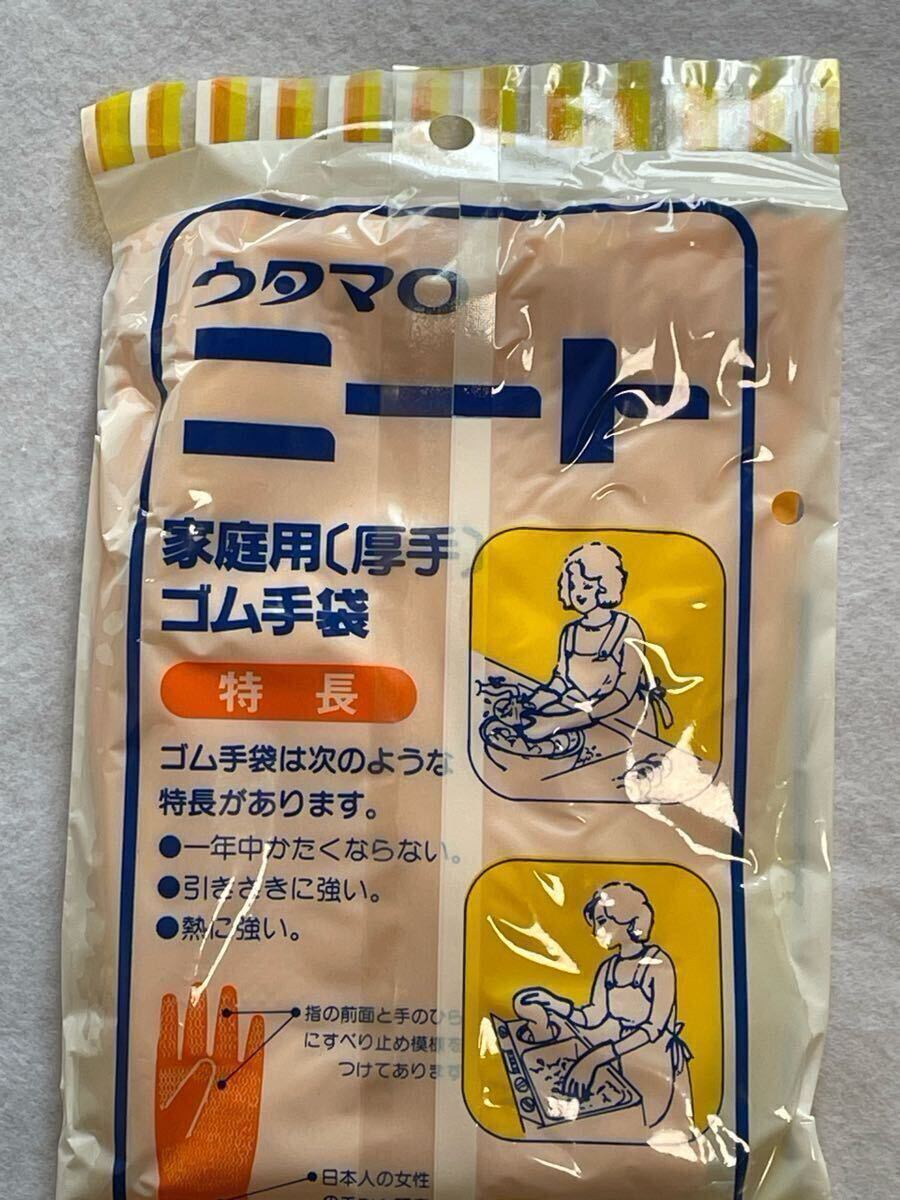 ウタマロ
ニート
家庭用〔厚手〕
ゴム手袋
特長
ゴム手袋は次のような
特長があります。
●一年中かたくならない。
●引きさきに強い。
●熱に強い。
●指の前面と手のひら
にすべり止め模様を
つけてあります
●日本人の女性